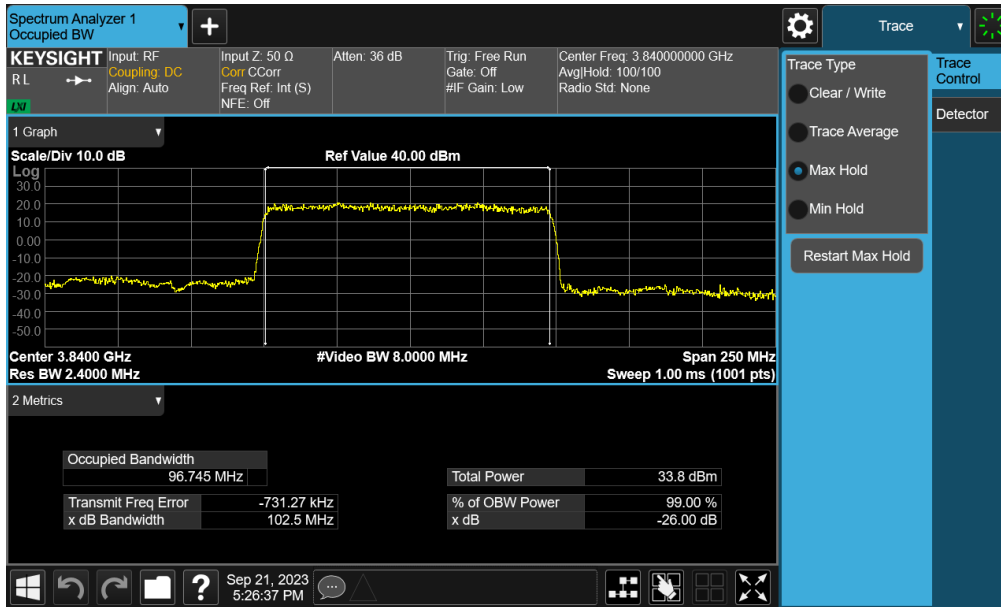 Spectrum Analyzer 1
Occupied BW
+
Trace
KEYSIGHT
R L
LXI
Input: RF
Coupling: DC
Align: Auto
Input Z: 50 Ω
Corr CCorr
Freq Ref: Int (S)
NFE: Off
Atten: 36 dB
Trig: Free Run
Gate: Off
#IF Gain: Low
Center Freq: 3.840000000 GHz
Avg|Hold: 100/100
Radio Std: None
Trace Type
Clear / Write
Trace Average
Max Hold
Min Hold
Restart Max Hold
Trace
Control
Detector
1 Graph
Scale/Div 10.0 dB
Ref Value 40.00 dBm
Log
30.0
20.0
10.0
0.00
-10.0
-20.0
-30.0
-40.0
-50.0
Center 3.8400 GHz
#Video BW 8.0000 MHz
Span 250 MHz
Res BW 2.4000 MHz
Sweep 1.00 ms (1001 pts)
2 Metrics
Occupied Bandwidth
96.745 MHz
Total Power 33.8 dBm
Transmit Freq Error -731.27 kHz
% of OBW Power 99.00 %
x dB Bandwidth 102.5 MHz
x dB -26.00 dB
?
Sep 21, 2023
5:26:37 PM